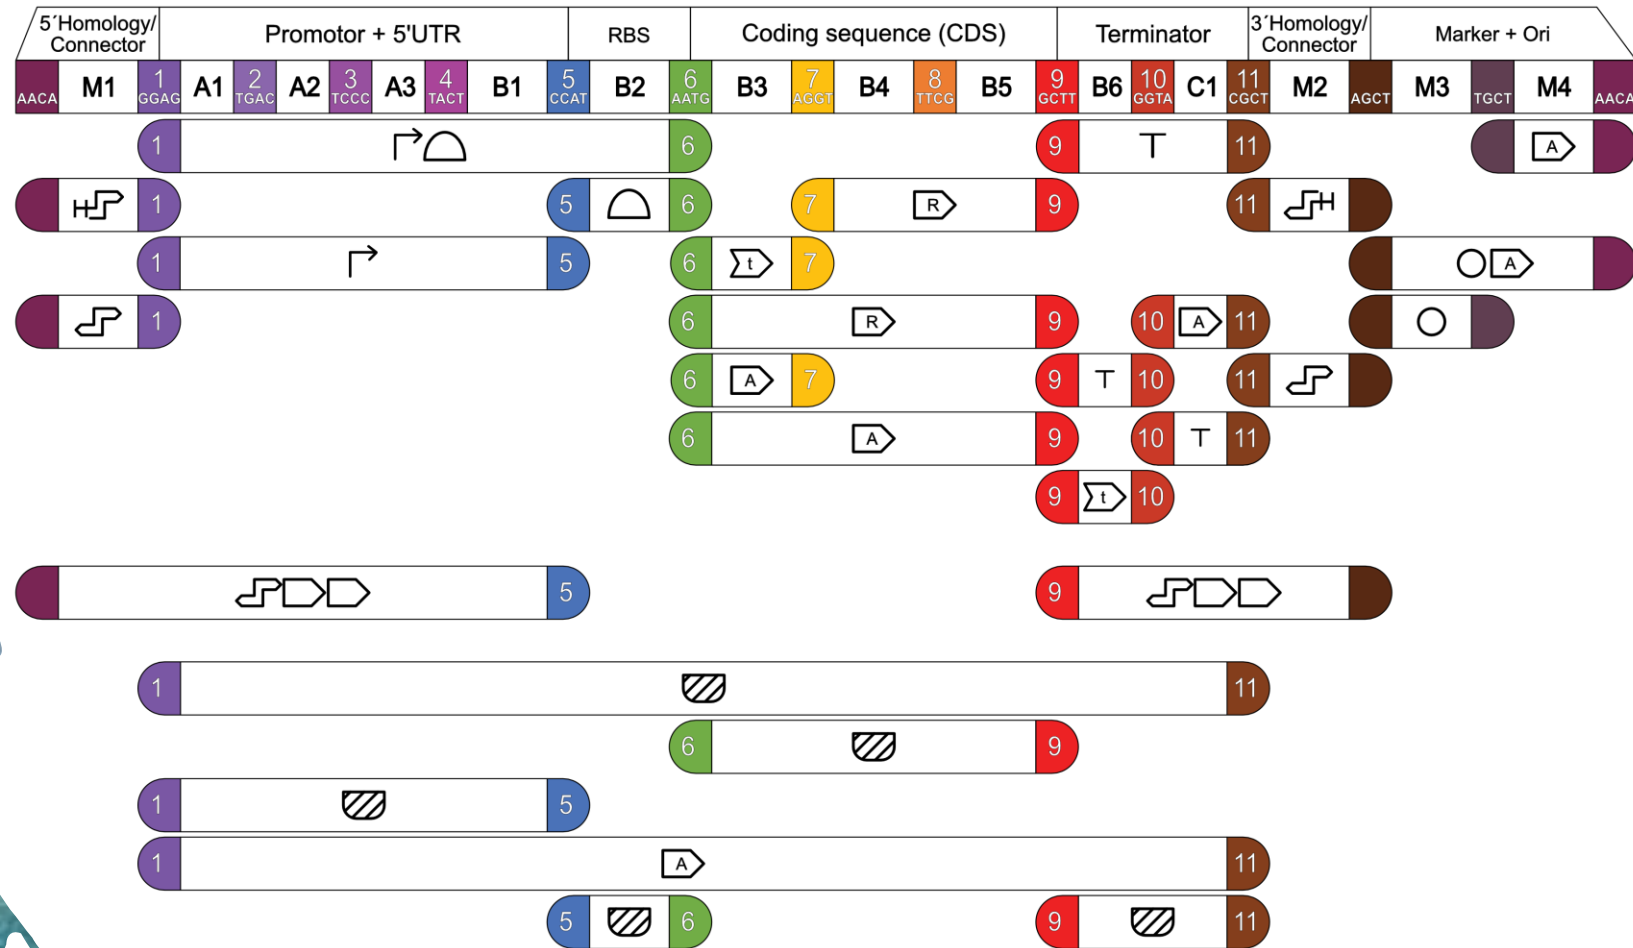 5´Homology/
Connector
Promotor + 5'UTR
RBS
Coding sequence (CDS)
Terminator
3´Homology/
Connector
Marker + Ori
AACA M1 1 GGAG A1 2 TGAC A2 3 TCCC A3 4 TACT B1 5 CCAT B2 6 AATG B3 7 AGGT B4 8 TTCG B5 9 GCTT B6 10 GGTA C1 11 CGCT M2 AGCT M3 TGCT M4 AACA
1 6 9 T 11 A
H 1 5 6 7 R 9 11 H
1 5 6 t 7 A
1 6 R 9 10 A 11
6 A 7 9 T 10 11
6 A 9 10 T 11
9 t 10
5 9
1 11
6 9
1 5
1 A 11
5 6 9 11